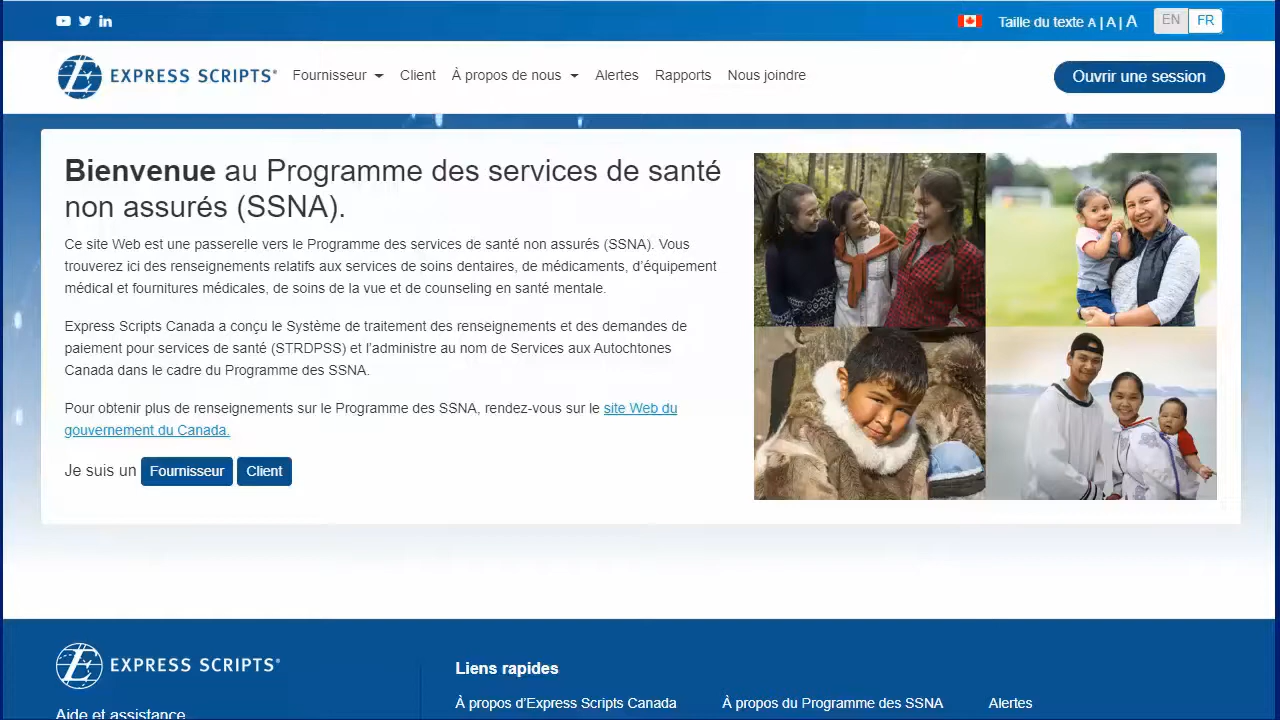 Taille du texte A | A | A EN FR
EXPRESS SCRIPTS® Fournisseur Client À propos de nous Alertes Rapports Nous joindre Ouvrir une session
Bienvenue au Programme des services de santé
non assurés (SSNA).
Ce site Web est une passerelle vers le Programme des services de santé non assurés (SSNA). Vous
trouverez ici des renseignements relatifs aux services de soins dentaires, de médicaments, d’équipement
médical et fournitures médicales, de soins de la vue et de counseling en santé mentale.
Express Scripts Canada a conçu le Système de traitement des renseignements et des demandes de
paiement pour services de santé (STRDPSS) et l’administre au nom de Services aux Autochtones
Canada dans le cadre du Programme des SSNA.
Pour obtenir plus de renseignements sur le Programme des SSNA, rendez-vous sur le site Web du
gouvernement du Canada.
Je suis un Fournisseur Client
EXPRESS SCRIPTS®
Liens rapides
À propos d’Express Scripts Canada À propos du Programme des SSNA Alertes
Aide et assistance